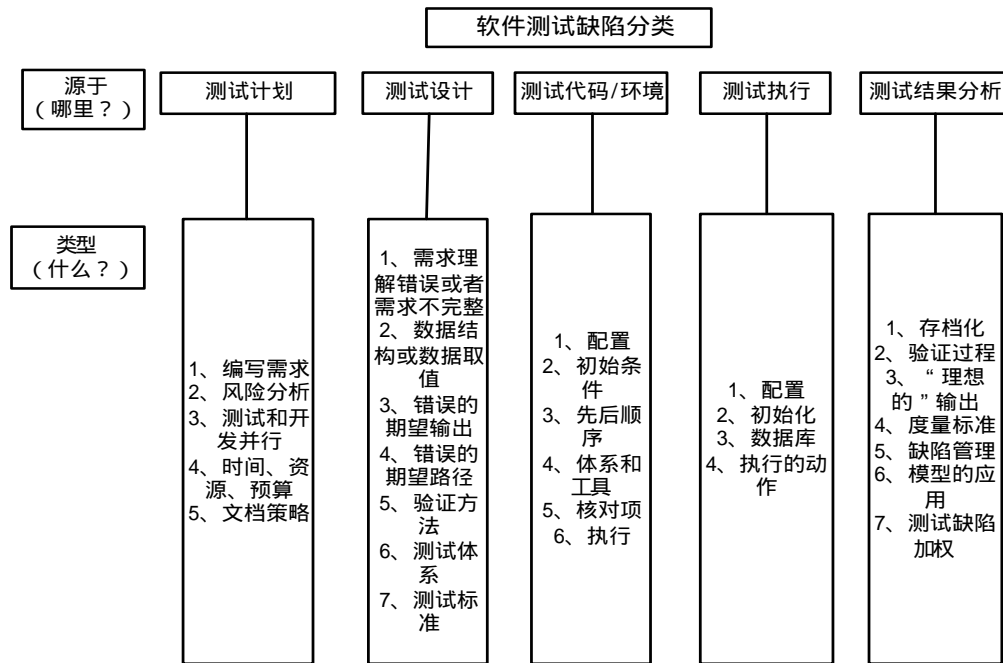 软件测试缺陷分类
源于
（哪里？）
测试计划
测试设计
测试代码/环境
测试执行
测试结果分析
类型
（什么？）
1、编写需求
2、风险分析
3、测试和开
发并行
4、时间、资
源、预算
5、文档策略
1、需求理
解错误或者
需求不完整
2、数据结
构或数据取
值
3、错误的
期望输出
4、错误的
期望路径
5、验证方
法
6、测试体
系
7、测试标
准
1、配置
2、初始条
件
3、先后顺
序
4、体系和
工具
5、核对项
6、执行
1、配置
2、初始化
3、数据库
4、执行的动
作
1、存档化
2、验证过程
3、“理想
的”输出
4、度量标准
5、缺陷管理
6、模型的应
用
7、测试缺陷
加权